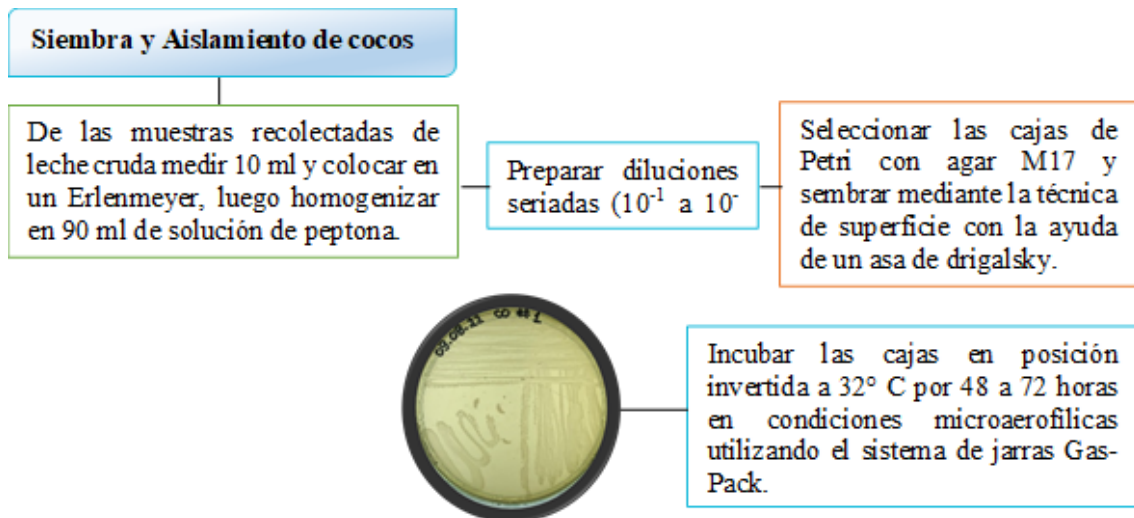 Siembra y Aislamiento de cocos
De las muestras recolectadas de
leche cruda medir 10 ml y colocar en
un Erlenmeyer, luego homogenizar
en 90 ml de solución de peptona.
Preparar diluciones
seriadas (10⁻¹ a 10⁻
Seleccionar las cajas de
Petri con agar M17 y
sembrar mediante la técnica
de superficie con la ayuda
de un asa de drigalsky.
Incubar las cajas en posición
invertida a 32° C por 48 a 72 horas
en condiciones microaerofílicas
utilizando el sistema de jarras Gas-
Pack.